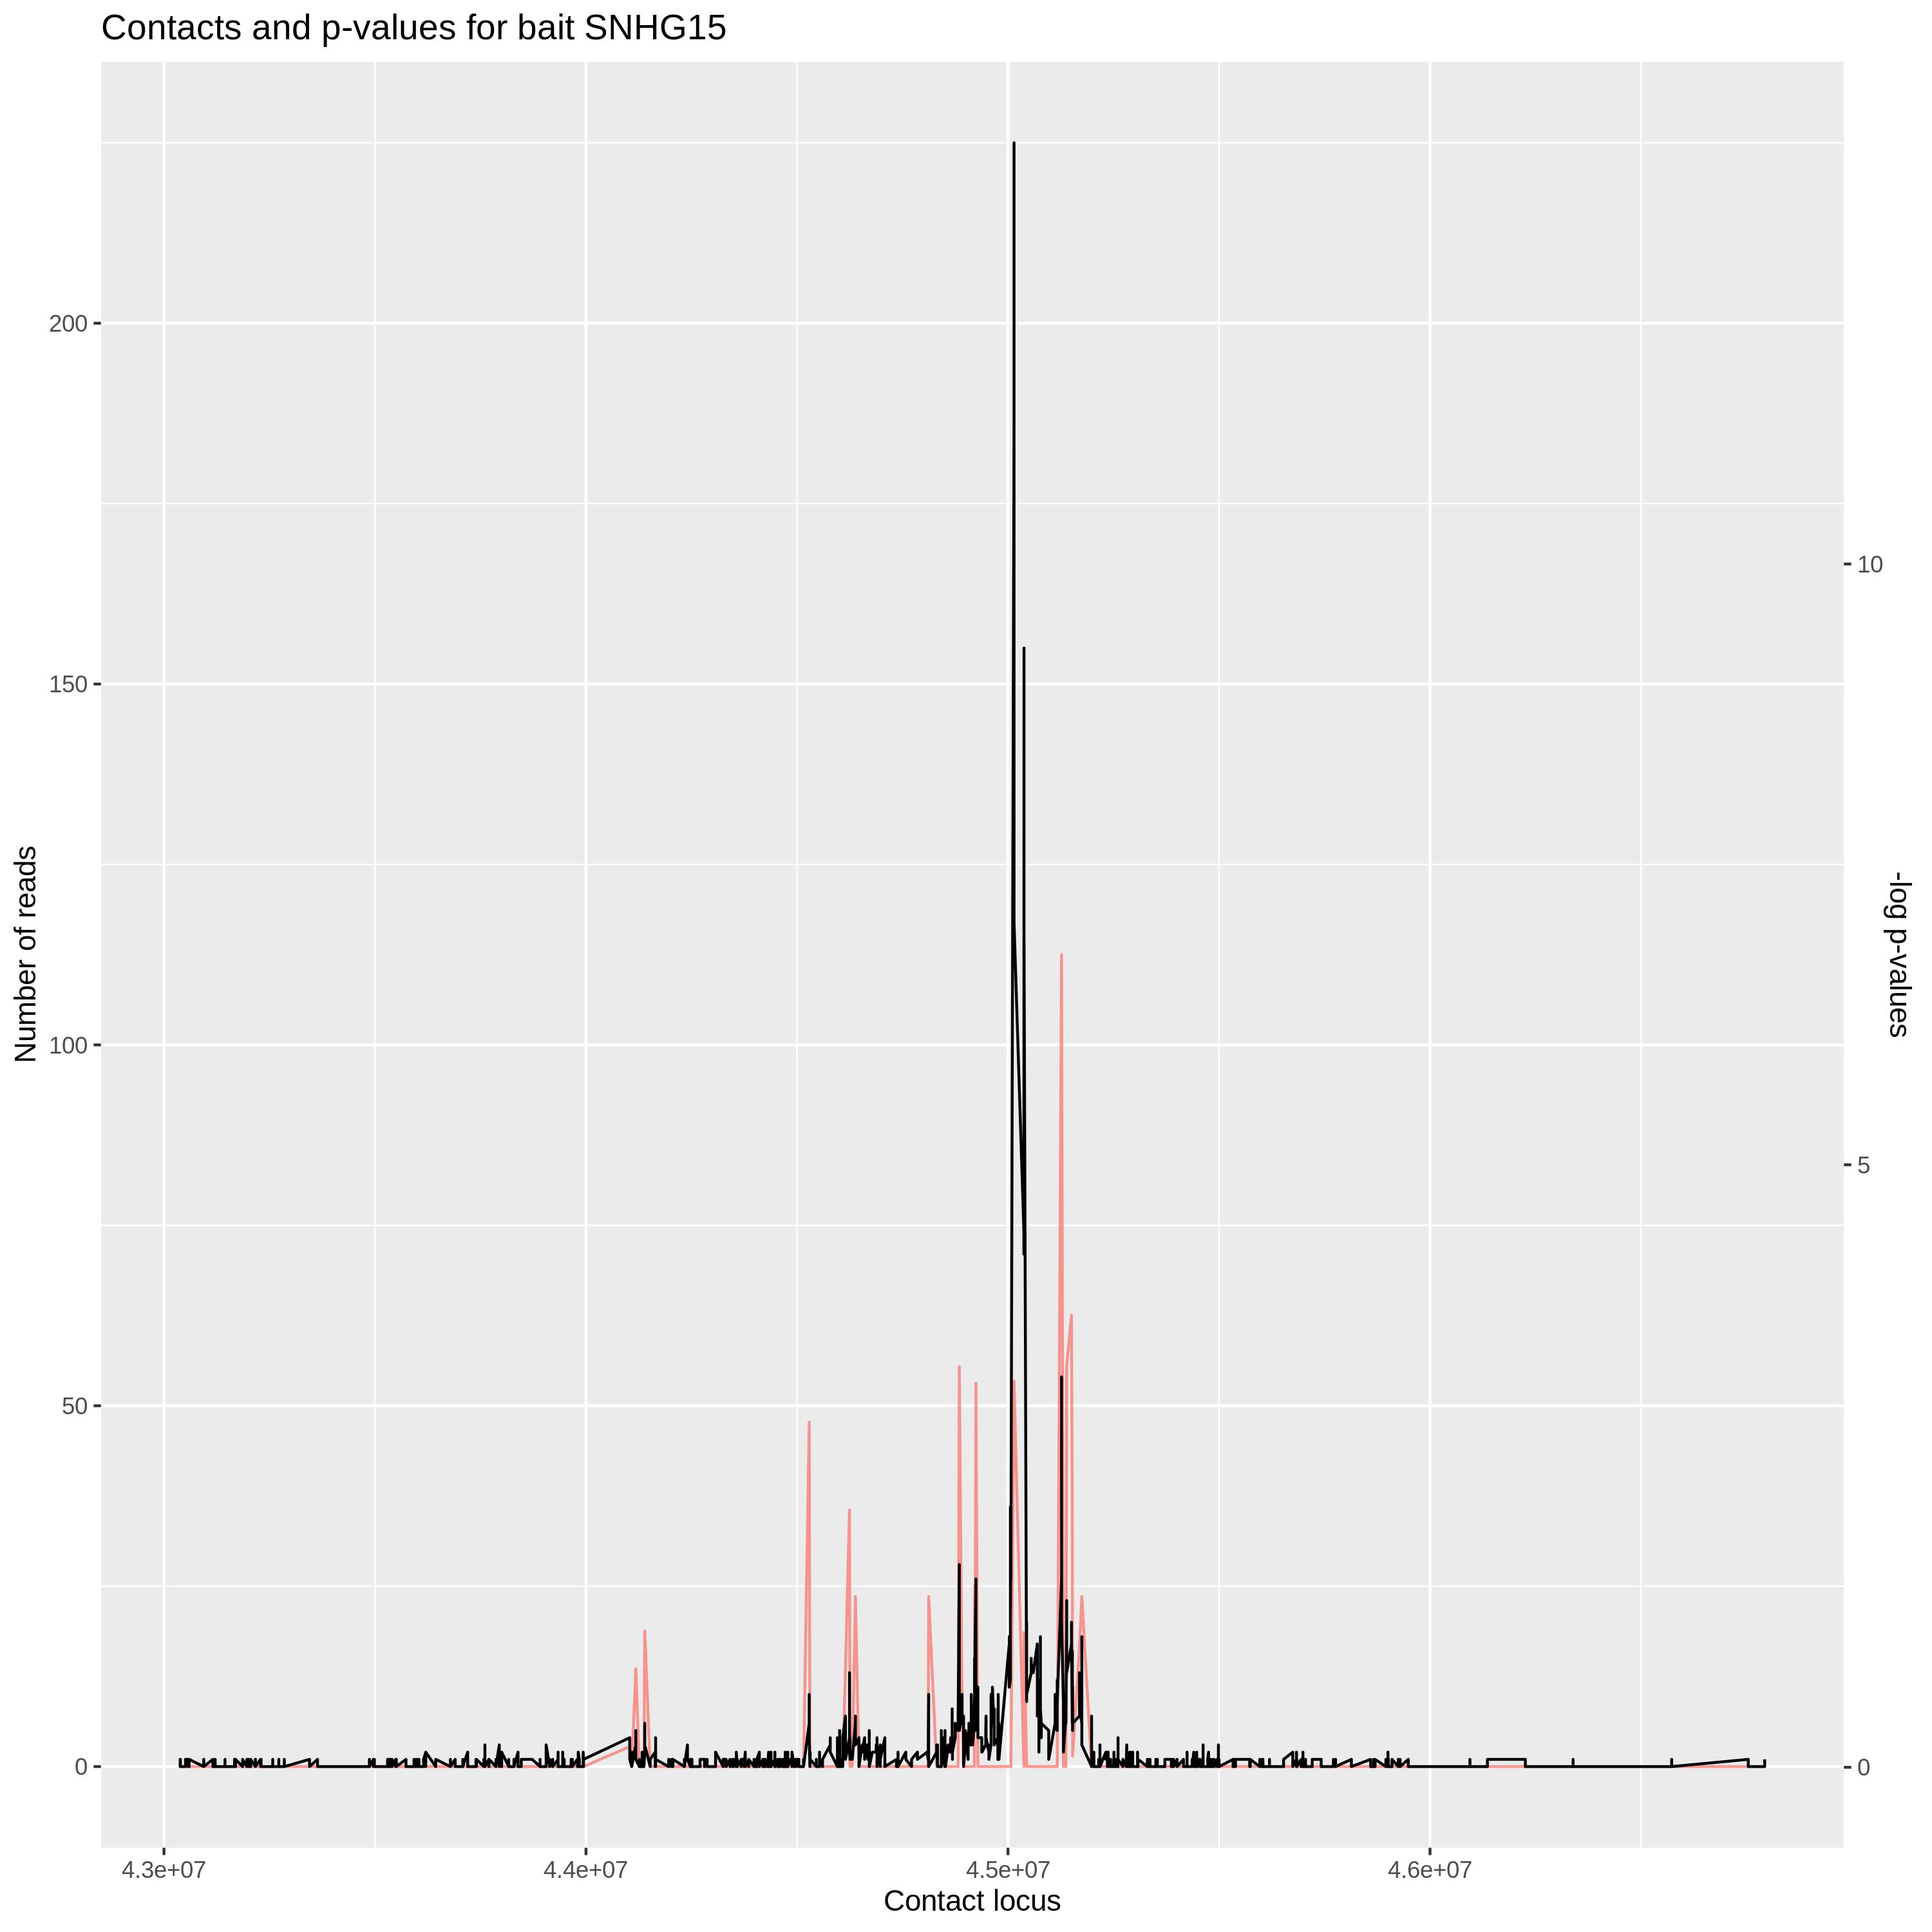 Contacts and p-values for bait SNHG15
Number of reads
200
150
100
50
0
10
5
0
-log p-values
4.3e+07
4.4e+07
4.5e+07
4.6e+07
Contact locus